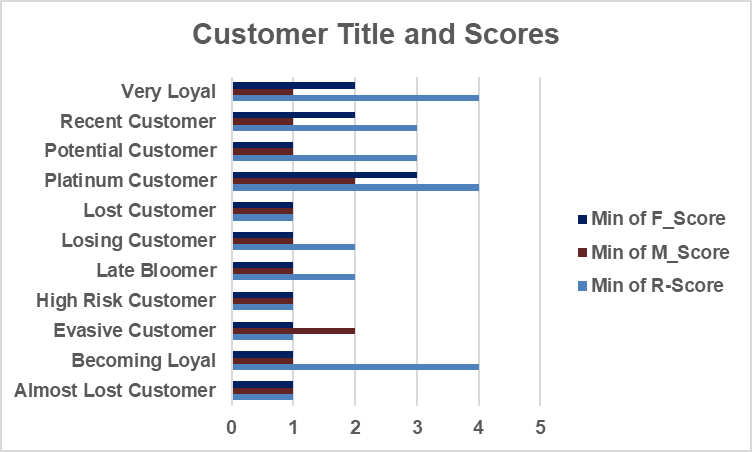 Customer Title and Scores
Very Loyal
Recent Customer
Potential Customer
Platinum Customer
Lost Customer
Losing Customer
Late Bloomer
High Risk Customer
Evasive Customer
Becoming Loyal
Almost Lost Customer
0 1 2 3 4 5
Min of F_Score
Min of M_Score
Min of R-Score